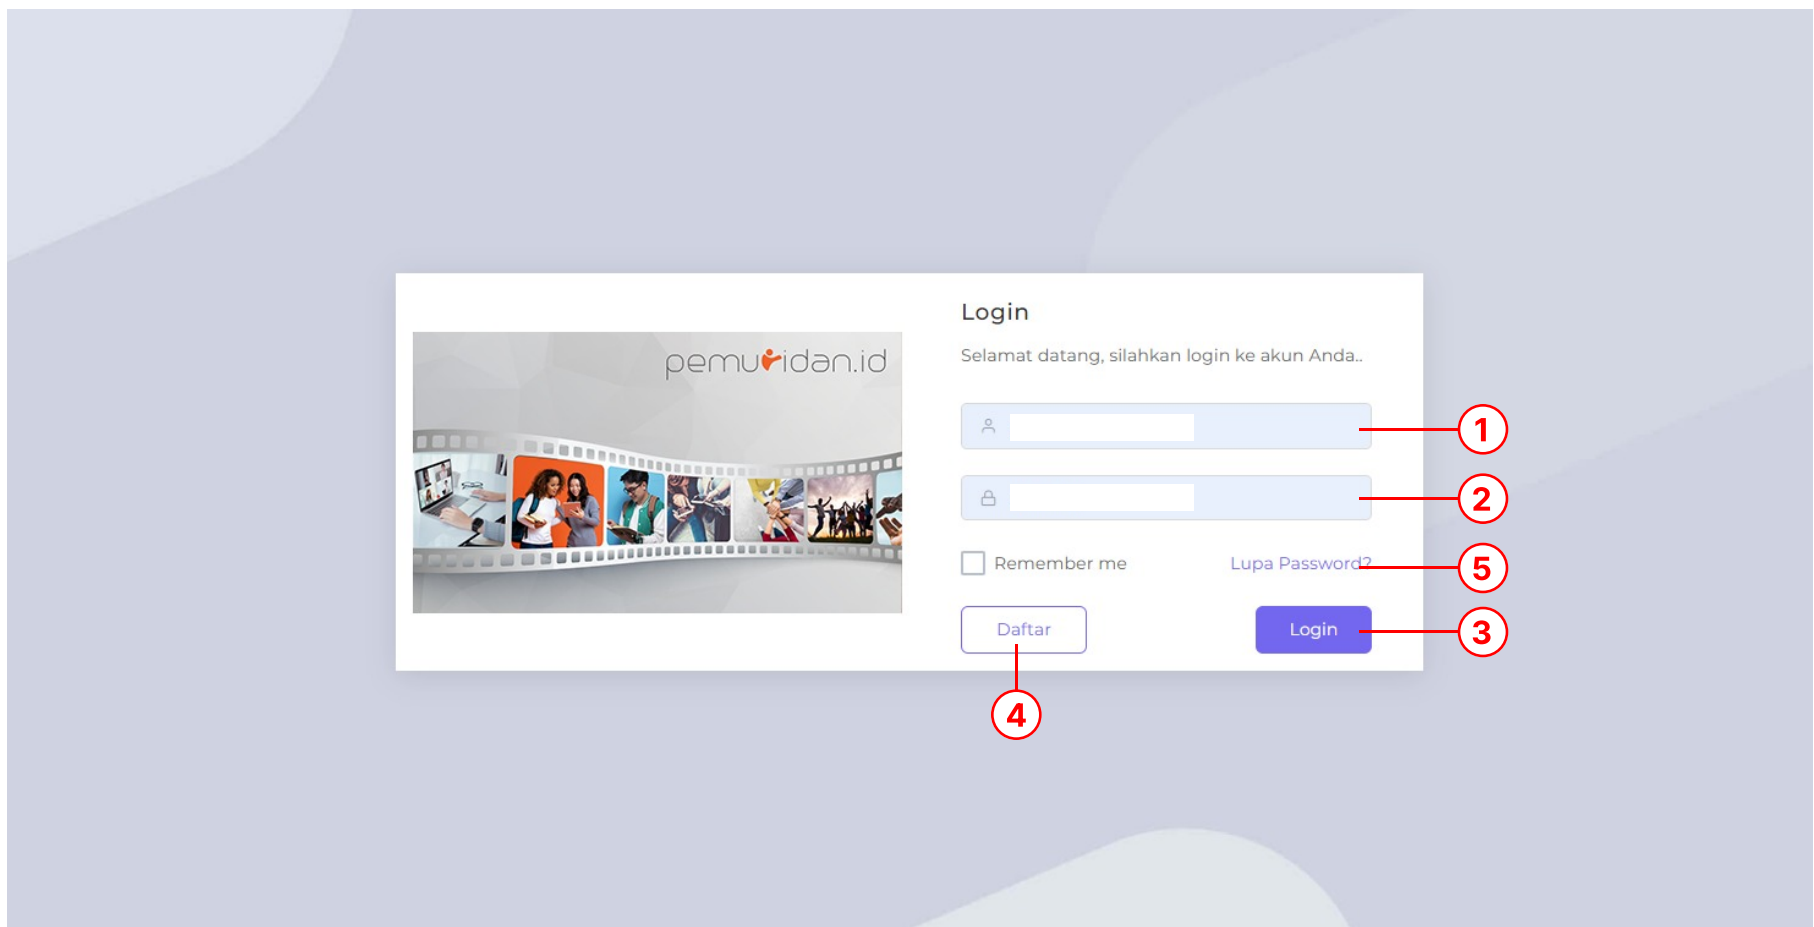 pemuridan.id
Login
Selamat datang, silahkan login ke akun Anda..
1
2
Remember me Lupa Password? 5
Daftar Login 3
4